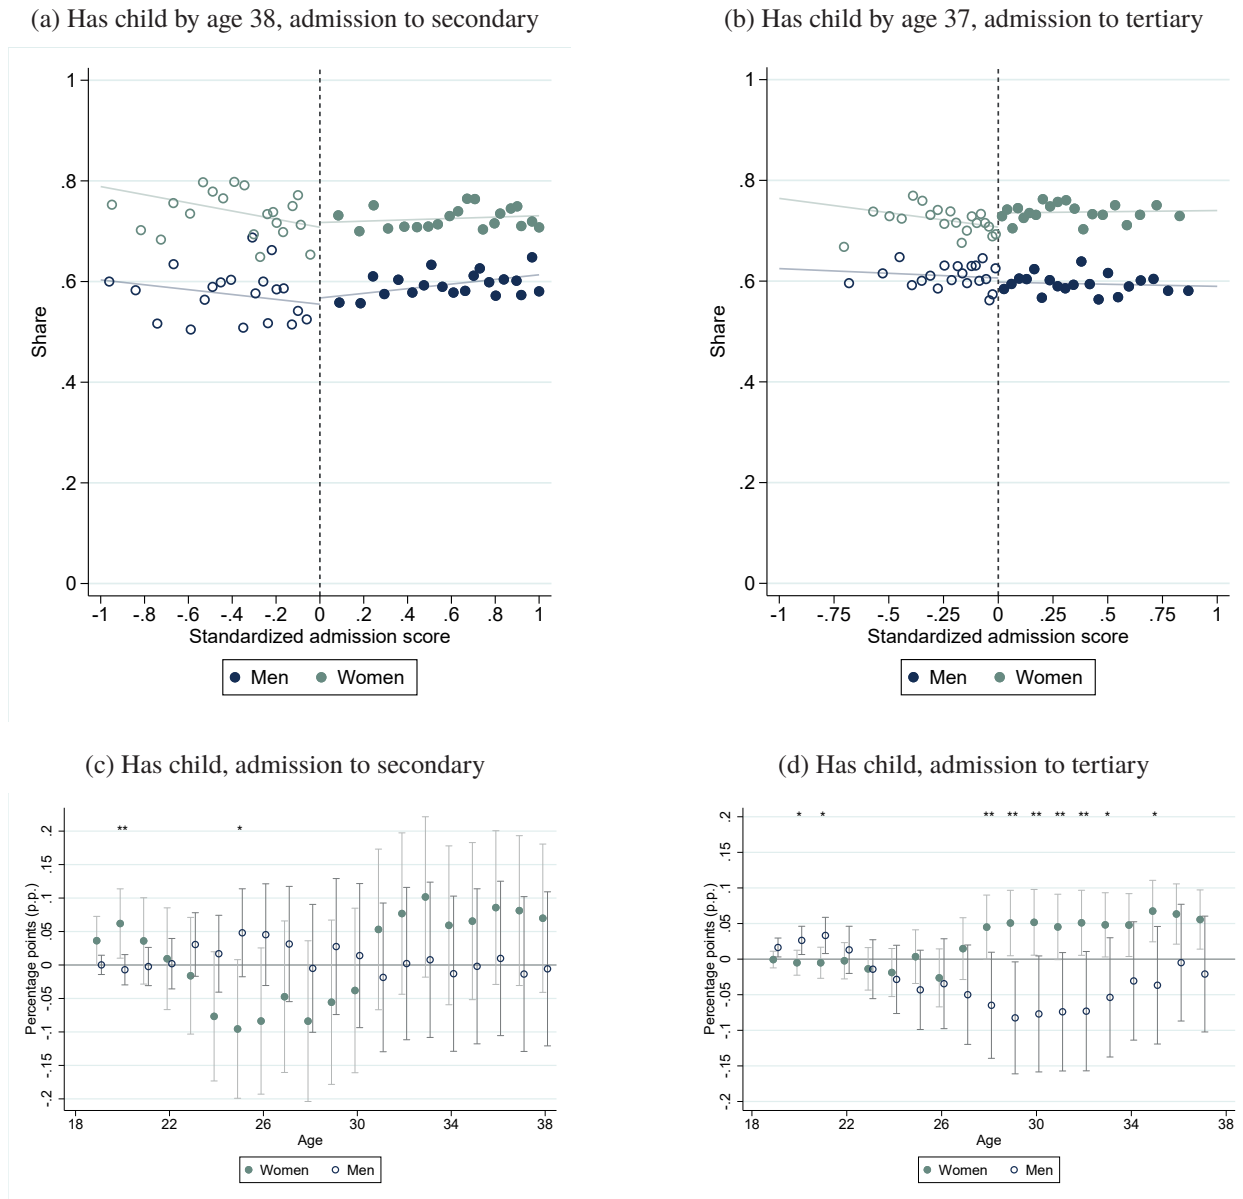 (a) Has child by age 38, admission to secondary
1
.8
.6
.4
.2
0
Share
-1 -.8 -.6 -.4 -.2 0 .2 .4 .6 .8 1
Standardized admission score
Men Women
(b) Has child by age 37, admission to tertiary
1
.8
.6
.4
.2
0
Share
-1 -.75 -.5 -.25 0 .25 .5 .75 1
Standardized admission score
Men Women
(c) Has child, admission to secondary
** *
.2
.15
.1
.05
0
-.05
-.1
-.15
-.2
Percentage points (p.p.)
18 22 26 30 34 38
Age
Women Men
(d) Has child, admission to tertiary
* * ** ** ** ** ** * *
.2
.15
.1
.05
0
-.05
-.1
-.15
-.2
Percentage points (p.p.)
18 22 26 30 34 38
Age
Women Men